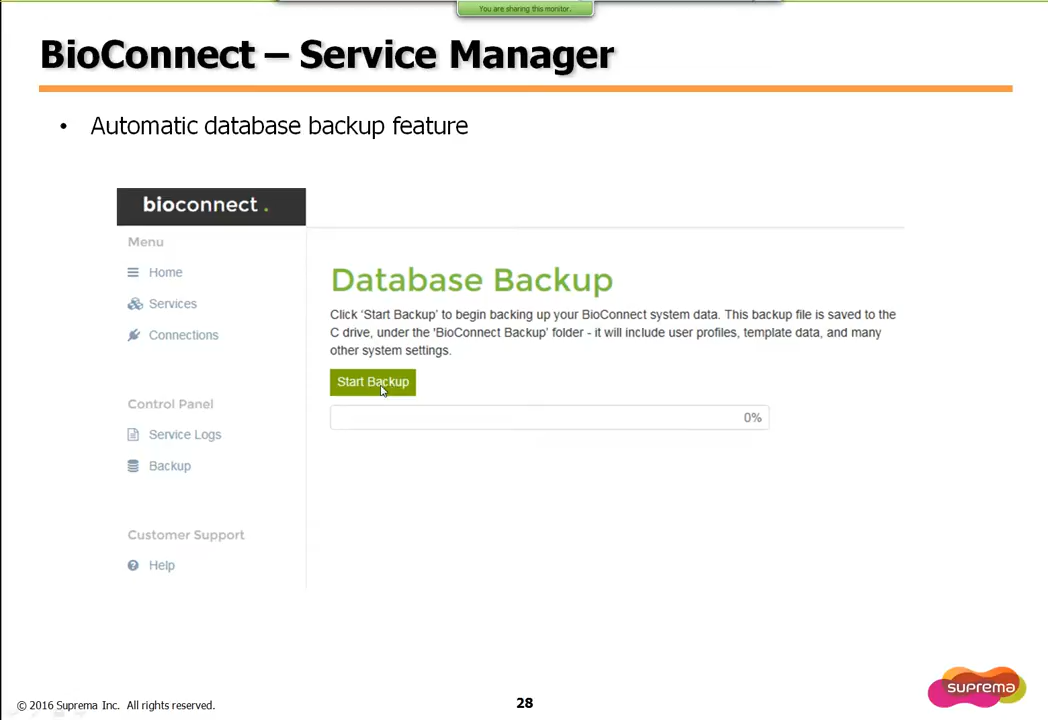 You are sharing this monitor.
BioConnect – Service Manager
• Automatic database backup feature
bioconnect.
Menu
Home
Services
Connections
Control Panel
Service Logs
Backup
Customer Support
Help
Database Backup
Click ‘Start Backup’ to begin backing up your BioConnect system data. This backup file is saved to the
C drive, under the ‘BioConnect Backup’ folder - it will include user profiles, template data, and many
other system settings.
Start Backup
0%
© 2016 Suprema Inc. All rights reserved.
28
suprema